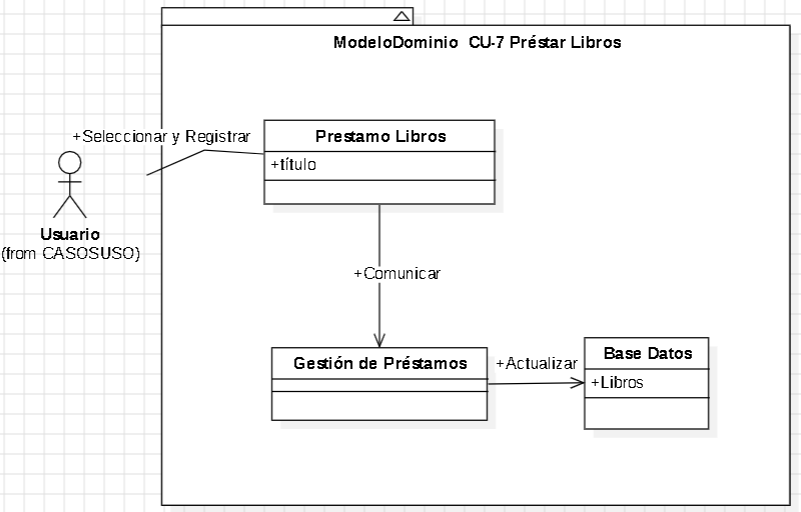 ModeloDominio CU-7 Préstar Libros
+Seleccionar y Registrar
Prestamo Libros
+título
Usuario
(from CASOSUSO)
+Comunicar
Gestión de Préstamos
+Actualizar
Base Datos
+Libros